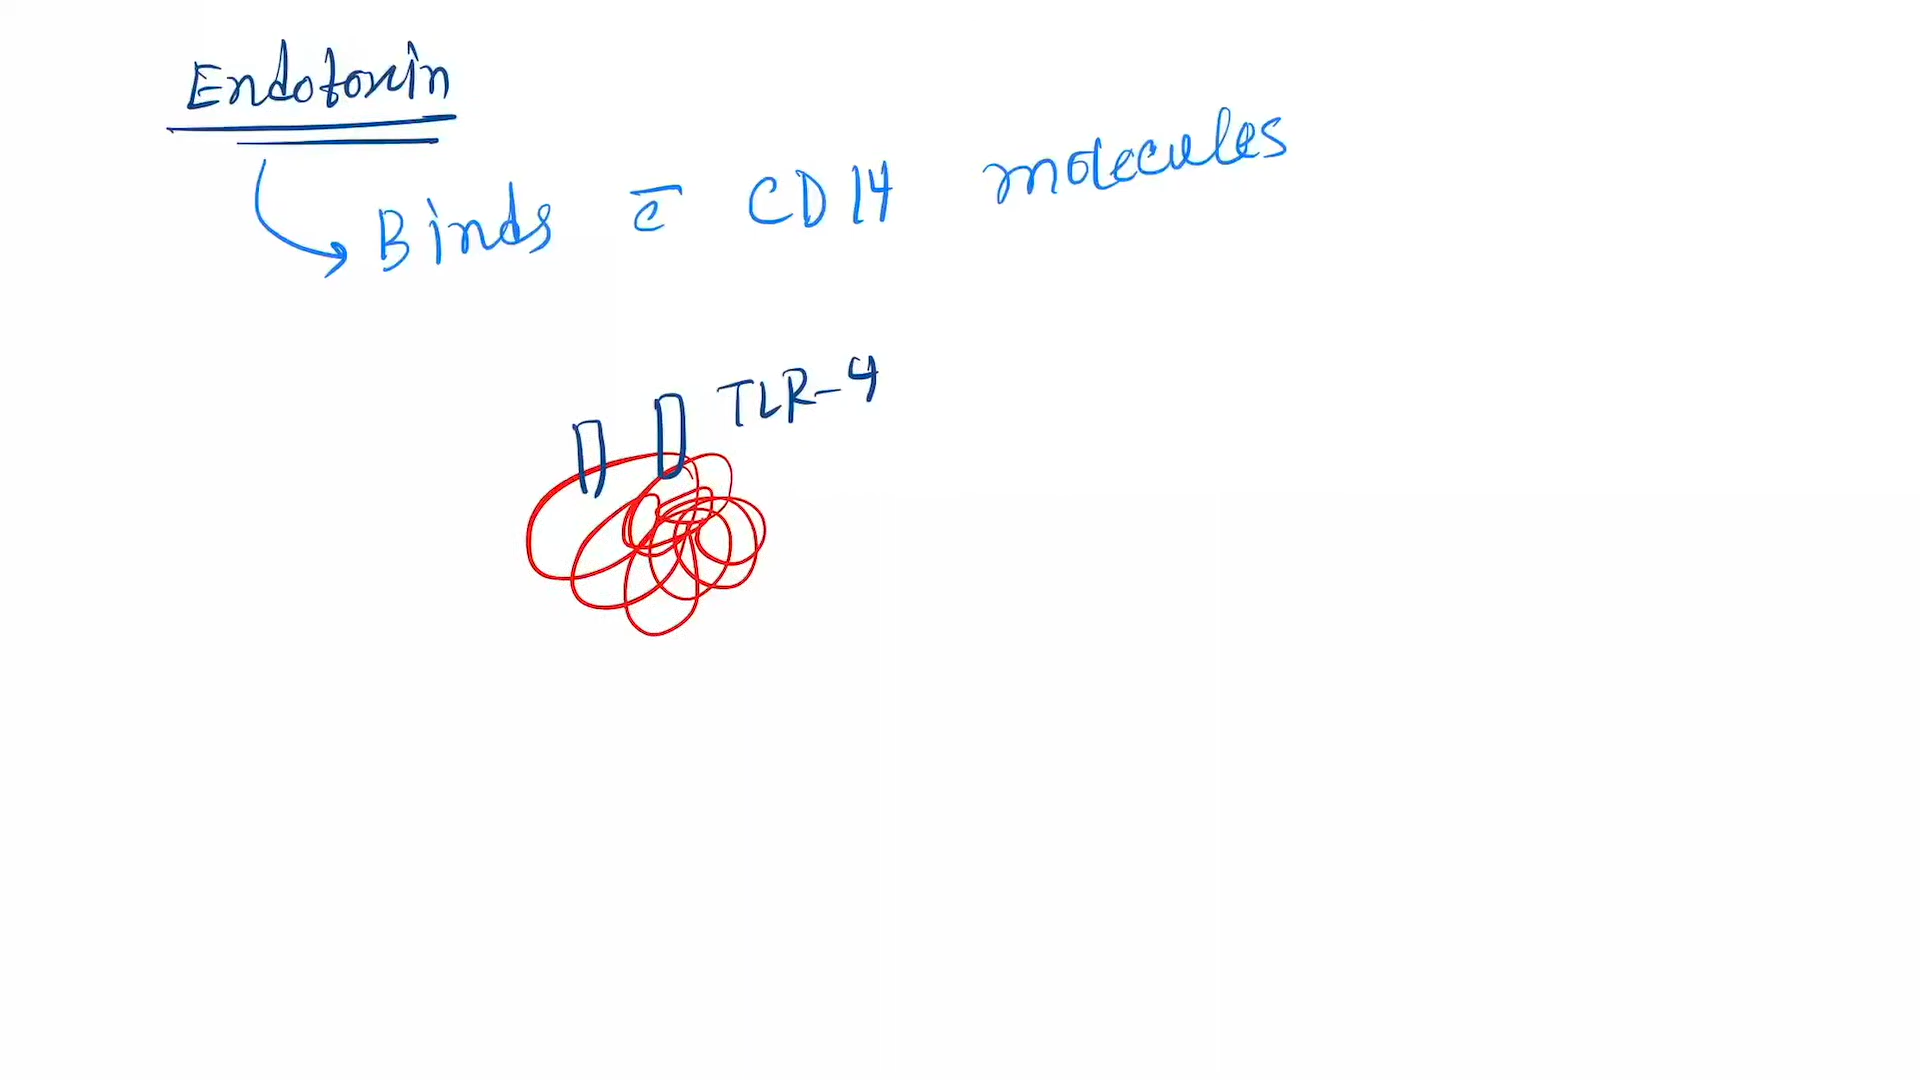 Endotoxin
Binds c̄ CD14 molecules
TLR-4